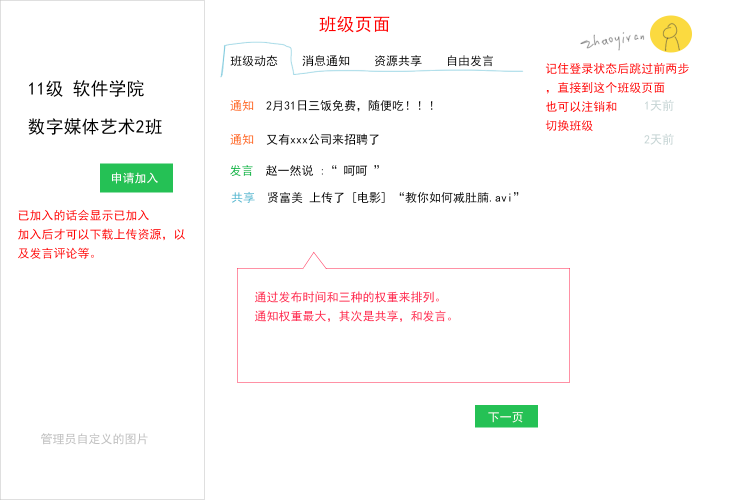 班级页面
zhaoyiran
班级动态 消息通知 资源共享 自由发言
记住登录状态后跳过前两步
，直接到这个班级页面
也可以注销和
切换班级
11级 软件学院
数字媒体艺术2班
申请加入
已加入的话会显示已加入
加入后才可以下载上传资源，以
及发言评论等。
通知 2月31日三饭免费，随便吃！！！ 1天前
通知 又有xxx公司来招聘了 2天前
发言 赵一然说 ：“ 呵呵 ”
共享 贤富美 上传了 [电影] “教你如何减肚腩.avi”
通过发布时间和三种的权重来排列。
通知权重最大，其次是共享，和发言。
下一页
管理员自定义的图片